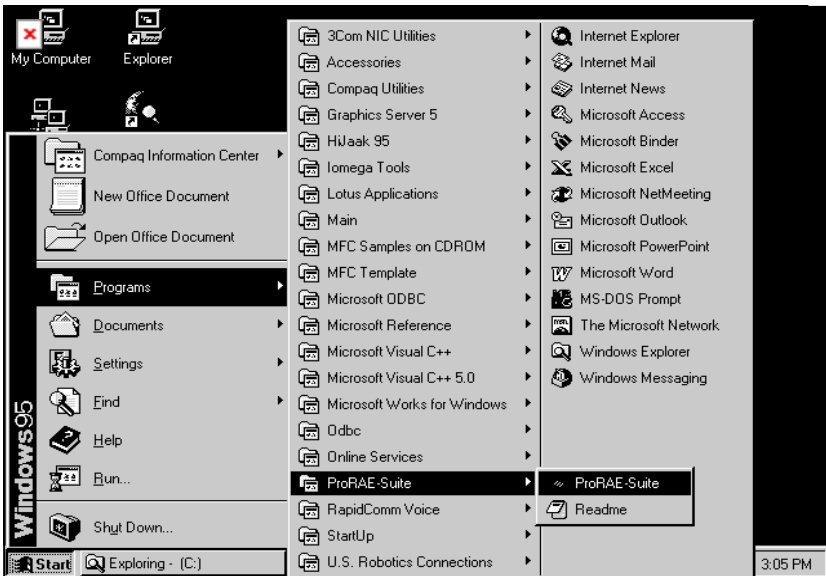 My Computer
Explorer
Windows95
Compaq Information Center
New Office Document
Open Office Document
Programs
Documents
Settings
Find
Help
Run...
Shut Down...
3Com NIC Utilities
Accessories
Compaq Utilities
Graphics Server 5
HiJaak 95
Iomega Tools
Lotus Applications
Main
MFC Samples on CDROM
MFC Template
Microsoft ODBC
Microsoft Reference
Microsoft Visual C++
Microsoft Visual C++ 5.0
Microsoft Works for Windows
Odbc
Online Services
ProRAE-Suite
RapidComm Voice
StartUp
U.S. Robotics Connections
Internet Explorer
Internet Mail
Internet News
Microsoft Access
Microsoft Binder
Microsoft Excel
Microsoft NetMeeting
Microsoft Outlook
Microsoft PowerPoint
Microsoft Word
MS-DOS Prompt
The Microsoft Network
Windows Explorer
Windows Messaging
ProRAE-Suite
Readme
Start
Exploring - (C:)
3:05 PM